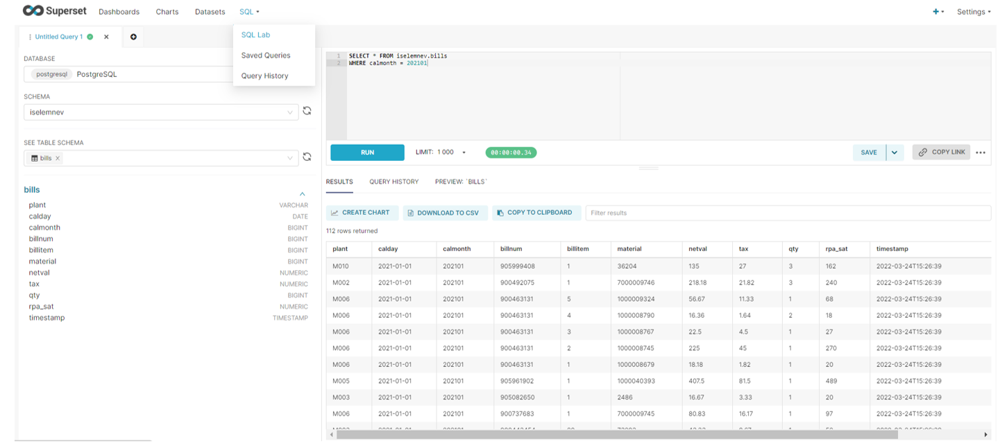 Superset Dashboards Charts Datasets SQL Settings
Untitled Query 1
SQL Lab
Saved Queries
Query History
DATABASE
postgresql PostgreSQL
SCHEMA
iselemnev
SEE TABLE SCHEMA
bills
bills
plant VARCHAR
calday DATE
calmonth BIGINT
billnum BIGINT
billitem BIGINT
material BIGINT
netval NUMERIC
tax NUMERIC
qty BIGINT
rpa_sat NUMERIC
timestamp TIMESTAMP
1 SELECT * FROM iselemnev.bills
2 WHERE calmonth = 202101
RUN LIMIT: 1 000 00:00:00.34 SAVE COPY LINK
RESULTS QUERY HISTORY PREVIEW: `BILLS`
CREATE CHART DOWNLOAD TO CSV COPY TO CLIPBOARD Filter results
112 rows returned
plant calday calmonth billnum billitem material netval tax qty rpa_sat timestamp
M010 2021-01-01 202101 905999408 1 36204 135 27 3 162 2022-03-24T15:26:39
M002 2021-01-01 202101 900492075 1 7000009746 218.18 21.82 3 240 2022-03-24T15:26:39
M006 2021-01-01 202101 900463131 5 1000009324 56.67 11.33 1 68 2022-03-24T15:26:39
M006 2021-01-01 202101 900463131 4 1000008790 16.36 1.64 2 18 2022-03-24T15:26:39
M006 2021-01-01 202101 900463131 3 1000008767 22.5 4.5 1 27 2022-03-24T15:26:39
M006 2021-01-01 202101 900463131 2 1000008745 225 45 1 270 2022-03-24T15:26:39
M006 2021-01-01 202101 900463131 1 1000008679 18.18 1.82 1 20 2022-03-24T15:26:39
M005 2021-01-01 202101 905961902 1 1000040393 407.5 81.5 1 489 2022-03-24T15:26:39
M003 2021-01-01 202101 905082650 1 2486 16.67 3.33 1 20 2022-03-24T15:26:39
M006 2021-01-01 202101 900737683 1 7000009745 80.83 16.17 1 97 2022-03-24T15:26:39